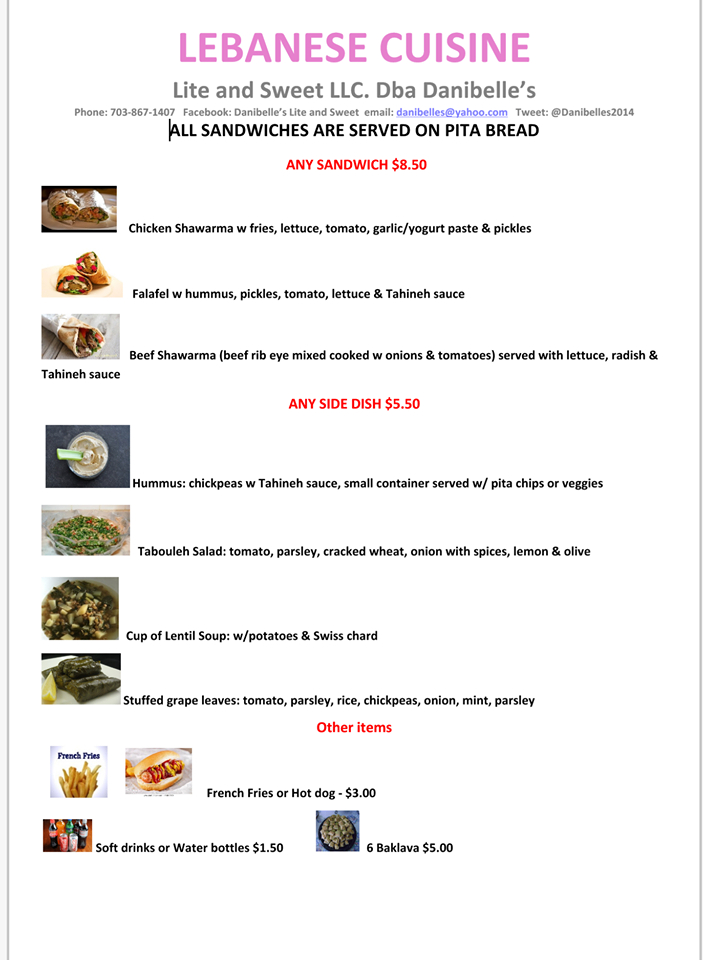 LEBANESE CUISINE
Lite and Sweet LLC. Dba Danibelle's
Phone: 703-867-1407 Facebook: Danibelle's Lite and Sweet email: danibelles@yahoo.com Tweet: @Danibelles2014
ALL SANDWICHES ARE SERVED ON PITA BREAD
ANY SANDWICH $8.50
Chicken Shawarma w fries, lettuce, tomato, garlic/yogurt paste & pickles
Falafel w hummus, pickles, tomato, lettuce & Tahineh sauce
Beef Shawarma (beef rib eye mixed cooked w onions & tomatoes) served with lettuce, radish &
Tahineh sauce
ANY SIDE DISH $5.50
Hummus: chickpeas w Tahineh sauce, small container served w/ pita chips or veggies
Tabouleh Salad: tomato, parsley, cracked wheat, onion with spices, lemon & olive
Cup of Lentil Soup: w/potatoes & Swiss chard
Stuffed grape leaves: tomato, parsley, rice, chickpeas, onion, mint, parsley
Other items
French Fries
French Fries or Hot dog - $3.00
Soft drinks or Water bottles $1.50 6 Baklava $5.00